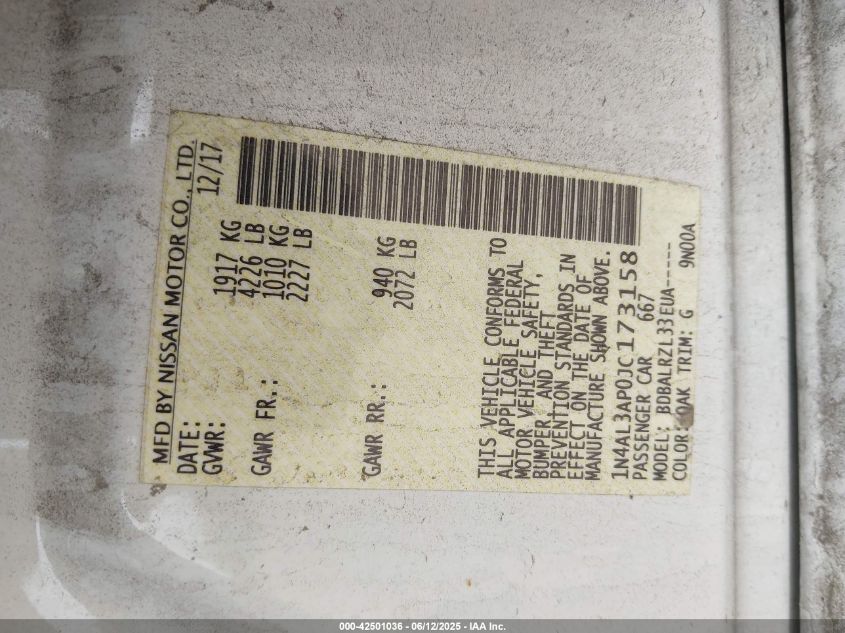 MFD BY NISSAN MOTOR CO., LTD.
DATE: 12/17
GVWR: 1917 KG
4226 LB
GAWR FR.: 1010 KG
2227 LB
GAWR RR.: 940 KG
2072 LB
THIS VEHICLE CONFORMS TO
ALL APPLICABLE FEDERAL
MOTOR VEHICLE SAFETY,
BUMPER AND THEFT
PREVENTION STANDARDS IN
EFFECT ON THE DATE OF
MANUFACTURE SHOWN ABOVE.
1N4AL3AP0JC173158
PASSENGER CAR 667
MODEL: BDBALRZL33EUA-----
COLOR: QAK TRIM: G 9N00A
000-42501036 - 06/12/2025 - IAA Inc.